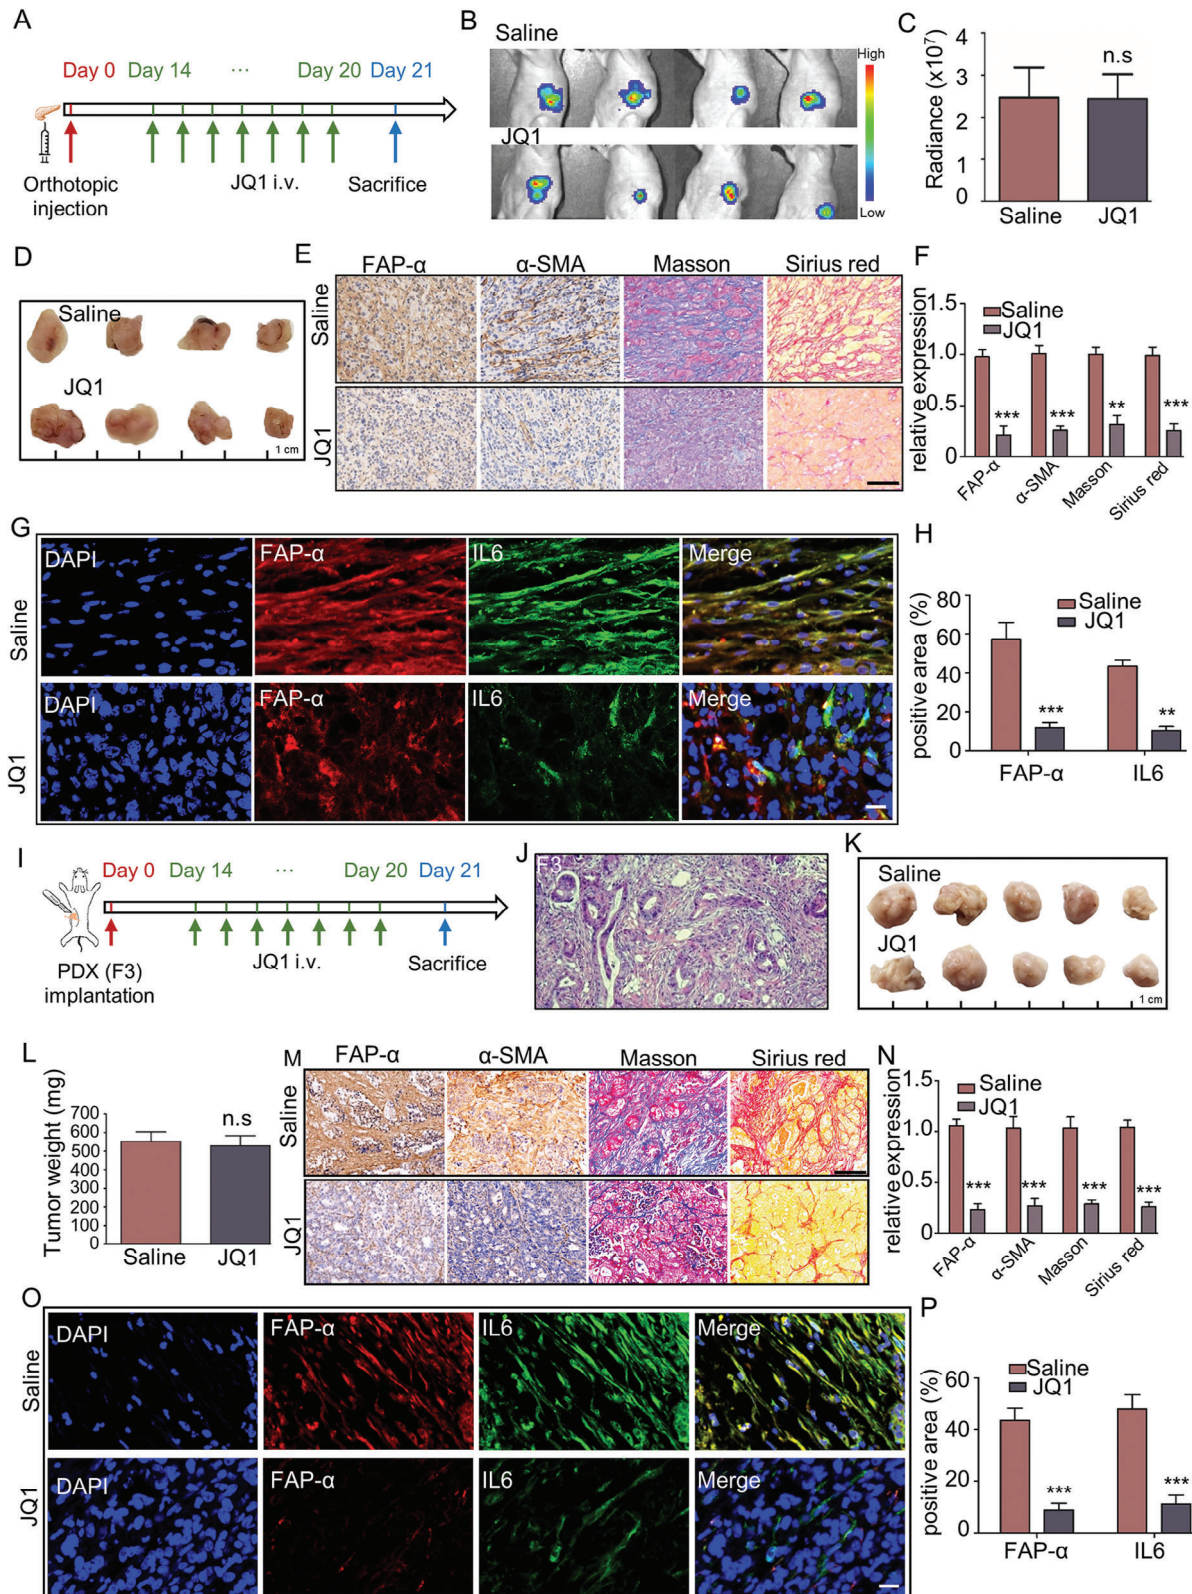 A
Day 0 Day 14 ... Day 20 Day 21
Orthotopic
injection
JQ1 i.v.
Sacrifice
B
Saline
JQ1
High
Low
C
Radiance (x10⁷)
4
3
2
1
0
n.s
Saline JQ1
D
Saline
JQ1
1 cm
E
FAP-α α-SMA Masson Sirius red
Saline
JQ1
F
relative expression
1.5
1.0
0.5
0
Saline
JQ1
*** *** ** ***
FAP-α α-SMA Masson Sirius red
G
DAPI FAP-α IL6 Merge
Saline
DAPI FAP-α IL6 Merge
JQ1
H
positive area (%)
80
60
40
20
0
Saline
JQ1
*** **
FAP-α IL6
I
Day 0 Day 14 ... Day 20 Day 21
PDX (F3)
implantation
JQ1 i.v.
Sacrifice
J
F3
K
Saline
JQ1
1 cm
L
Tumor weight (mg)
700
600
500
400
300
200
100
0
n.s
Saline JQ1
M
FAP-α α-SMA Masson Sirius red
Saline
JQ1
N
relative expression
1.5
1.0
0.5
0
Saline
JQ1
*** *** *** ***
FAP-α α-SMA Masson Sirius red
O
DAPI FAP-α IL6 Merge
Saline
DAPI FAP-α IL6 Merge
JQ1
P
positive area (%)
60
40
20
0
Saline
JQ1
*** ***
FAP-α IL6